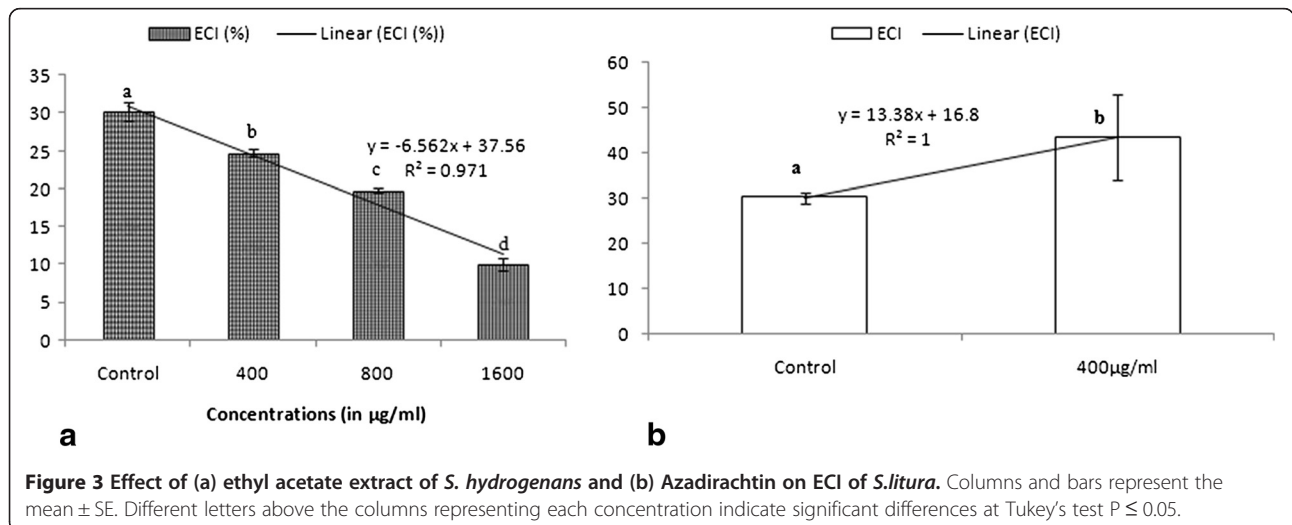 ECI (%) Linear (ECI (%))
35
30
25
20
15
10
5
0
a
b
c
d
y = -6.562x + 37.56
R² = 0.971
Control 400 800 1600
Concentrations (in µg/ml)
a
ECI Linear (ECI)
60
50
40
30
20
10
0
a
b
y = 13.38x + 16.8
R² = 1
Control 400µg/ml
b
Figure 3 Effect of (a) ethyl acetate extract of S. hydrogenans and (b) Azadirachtin on ECI of S.litura. Columns and bars represent the
mean ± SE. Different letters above the columns representing each concentration indicate significant differences at Tukey's test P ≤ 0.05.